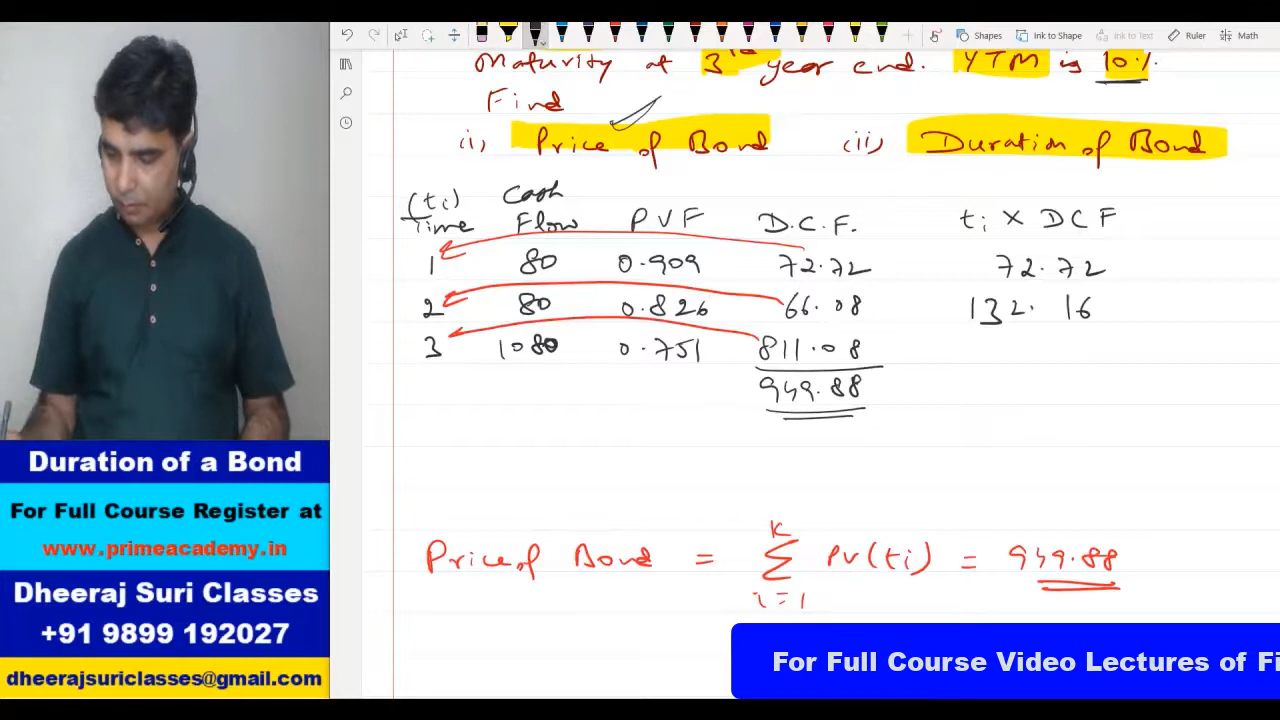 Shapes Ink to Shape Ink to Text Ruler Math
Maturity at 3rd year end. YTM is 10%.
Find
(i) Price of Bond (ii) Duration of Bond
(ti) Time Cash Flow PVF D.C.F. ti X DCF
1 80 0.909 72.72 72.72
2 80 0.826 66.08 132.16
3 1080 0.751 811.08
949.88
K
Price of Bond = Σ PV(ti) = 949.88
i=1
Duration of a Bond
For Full Course Register at
www.primeacademy.in
Dheeraj Suri Classes
+91 9899 192027
dheerajsuriclasses@gmail.com
For Full Course Video Lectures of Fi